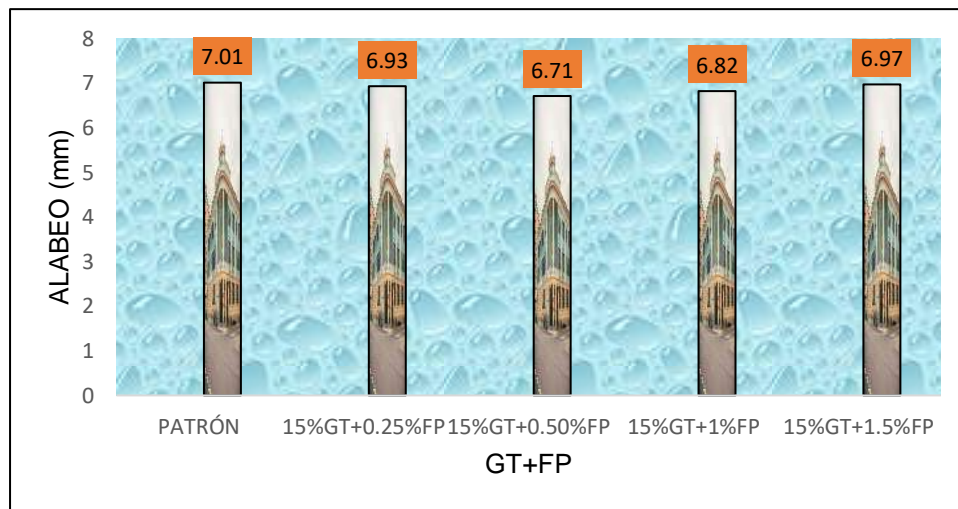 8
7
6
5
4
3
2
1
0
ALABEO (mm)
7.01
6.93
6.71
6.82
6.97
PATRÓN
15%GT+0.25%FP
15%GT+0.50%FP
15%GT+1%FP
15%GT+1.5%FP
GT+FP